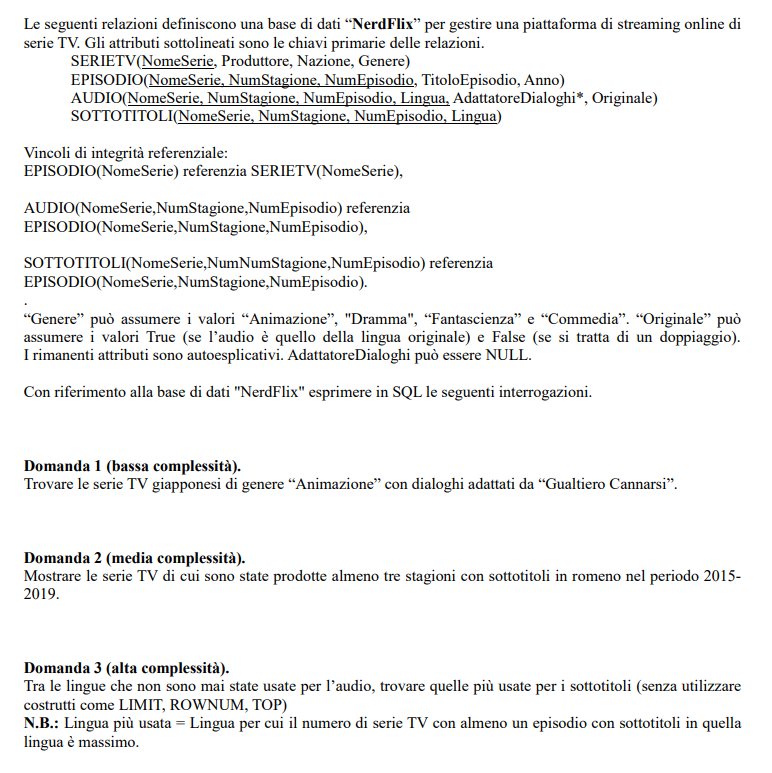 Le seguenti relazioni definiscono una base di dati “NerdFlix” per gestire una piattaforma di streaming online di
serie TV. Gli attributi sottolineati sono le chiavi primarie delle relazioni.
SERIETV(NomeSerie, Produttore, Nazione, Genere)
EPISODIO(NomeSerie, NumStagione, NumEpisodio, TitoloEpisodio, Anno)
AUDIO(NomeSerie, NumStagione, NumEpisodio, Lingua, AdattatoreDialoghi*, Originale)
SOTTOTITOLI(NomeSerie, NumStagione, NumEpisodio, Lingua)
Vincoli di integrità referenziale:
EPISODIO(NomeSerie) referenzia SERIETV(NomeSerie),
AUDIO(NomeSerie,NumStagione,NumEpisodio) referenzia
EPISODIO(NomeSerie,NumStagione,NumEpisodio),
SOTTOTITOLI(NomeSerie,NumNumStagione,NumEpisodio) referenzia
EPISODIO(NomeSerie,NumStagione,NumEpisodio).
.
“Genere” può assumere i valori “Animazione”, "Dramma", “Fantascienza” e “Commedia”. “Originale” può
assumere i valori True (se l’audio è quello della lingua originale) e False (se si tratta di un doppiaggio).
I rimanenti attributi sono autoesplicativi. AdattatoreDialoghi può essere NULL.
Con riferimento alla base di dati "NerdFlix" esprimere in SQL le seguenti interrogazioni.
Domanda 1 (bassa complessità).
Trovare le serie TV giapponesi di genere “Animazione” con dialoghi adattati da “Gualtiero Cannarsi”.
Domanda 2 (media complessità).
Mostrare le serie TV di cui sono state prodotte almeno tre stagioni con sottotitoli in romeno nel periodo 2015-
2019.
Domanda 3 (alta complessità).
Tra le lingue che non sono mai state usate per l’audio, trovare quelle più usate per i sottotitoli (senza utilizzare
costrutti come LIMIT, ROWNUM, TOP)
N.B.: Lingua più usata = Lingua per cui il numero di serie TV con almeno un episodio con sottotitoli in quella
lingua è massimo.